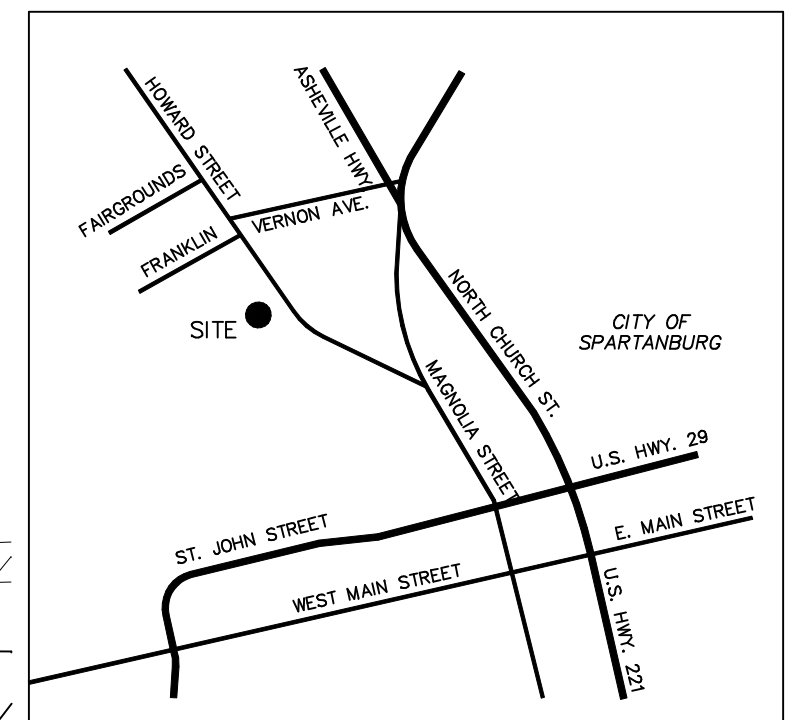 HOWARD STREET
ASHEVILLE HWY.
FAIRGROUNDS
VERNON AVE.
FRANKLIN
SITE
NORTH CHURCH ST.
CITY OF
SPARTANBURG
MAGNOLIA STREET
U.S. HWY. 29
ST. JOHN STREET
E. MAIN STREET
WEST MAIN STREET
U.S. HWY. 221